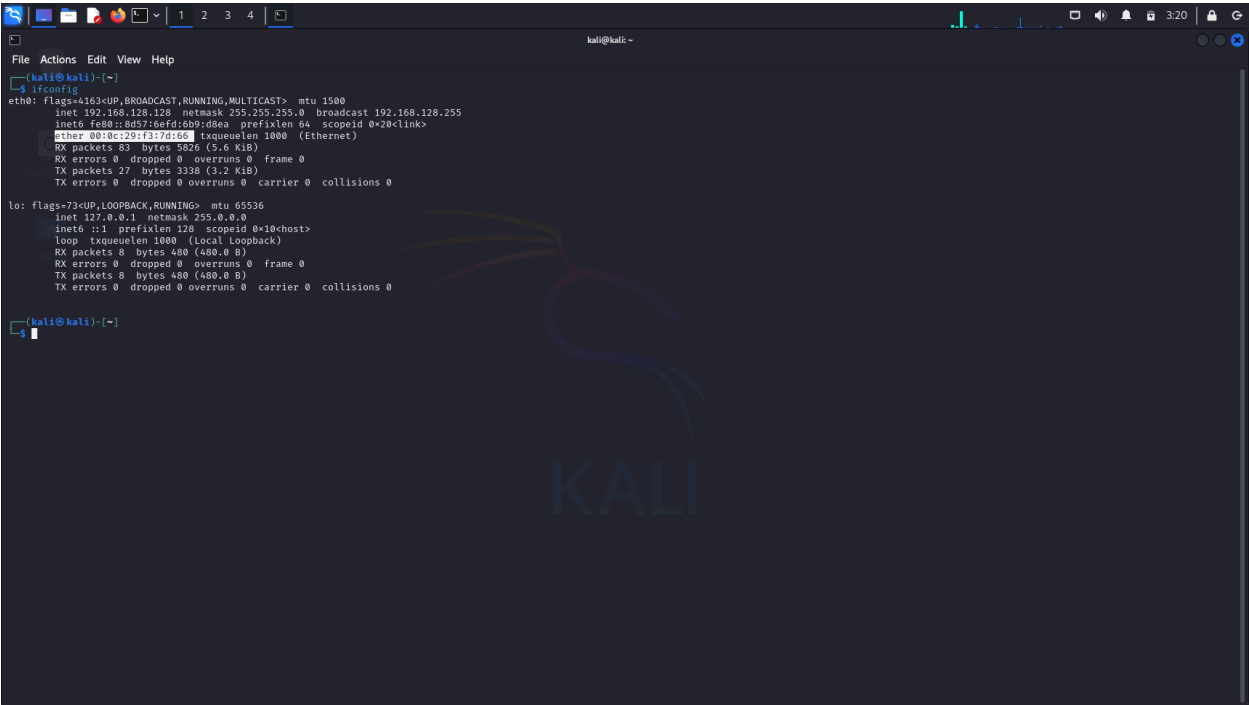 1 2 3 4
3:20
kali@kali: ~
File Actions Edit View Help
┌──(kali㉿kali)-[~]
└─$ ifconfig
eth0: flags=4163<UP,BROADCAST,RUNNING,MULTICAST>  mtu 1500
        inet 192.168.128.128  netmask 255.255.255.0  broadcast 192.168.128.255
        inet6 fe80::8d57:6efd:6b9:d8ea  prefixlen 64  scopeid 0x20<link>
        ether 00:0c:29:f3:7d:66  txqueuelen 1000  (Ethernet)
        RX packets 83  bytes 5826 (5.6 KiB)
        RX errors 0  dropped 0  overruns 0  frame 0
        TX packets 27  bytes 3338 (3.2 KiB)
        TX errors 0  dropped 0 overruns 0  carrier 0  collisions 0
lo: flags=73<UP,LOOPBACK,RUNNING>  mtu 65536
        inet 127.0.0.1  netmask 255.0.0.0
        inet6 ::1  prefixlen 128  scopeid 0x10<host>
        loop  txqueuelen 1000  (Local Loopback)
        RX packets 8  bytes 480 (480.0 B)
        RX errors 0  dropped 0  overruns 0  frame 0
        TX packets 8  bytes 480 (480.0 B)
        TX errors 0  dropped 0 overruns 0  carrier 0  collisions 0
┌──(kali㉿kali)-[~]
└─$
KALI